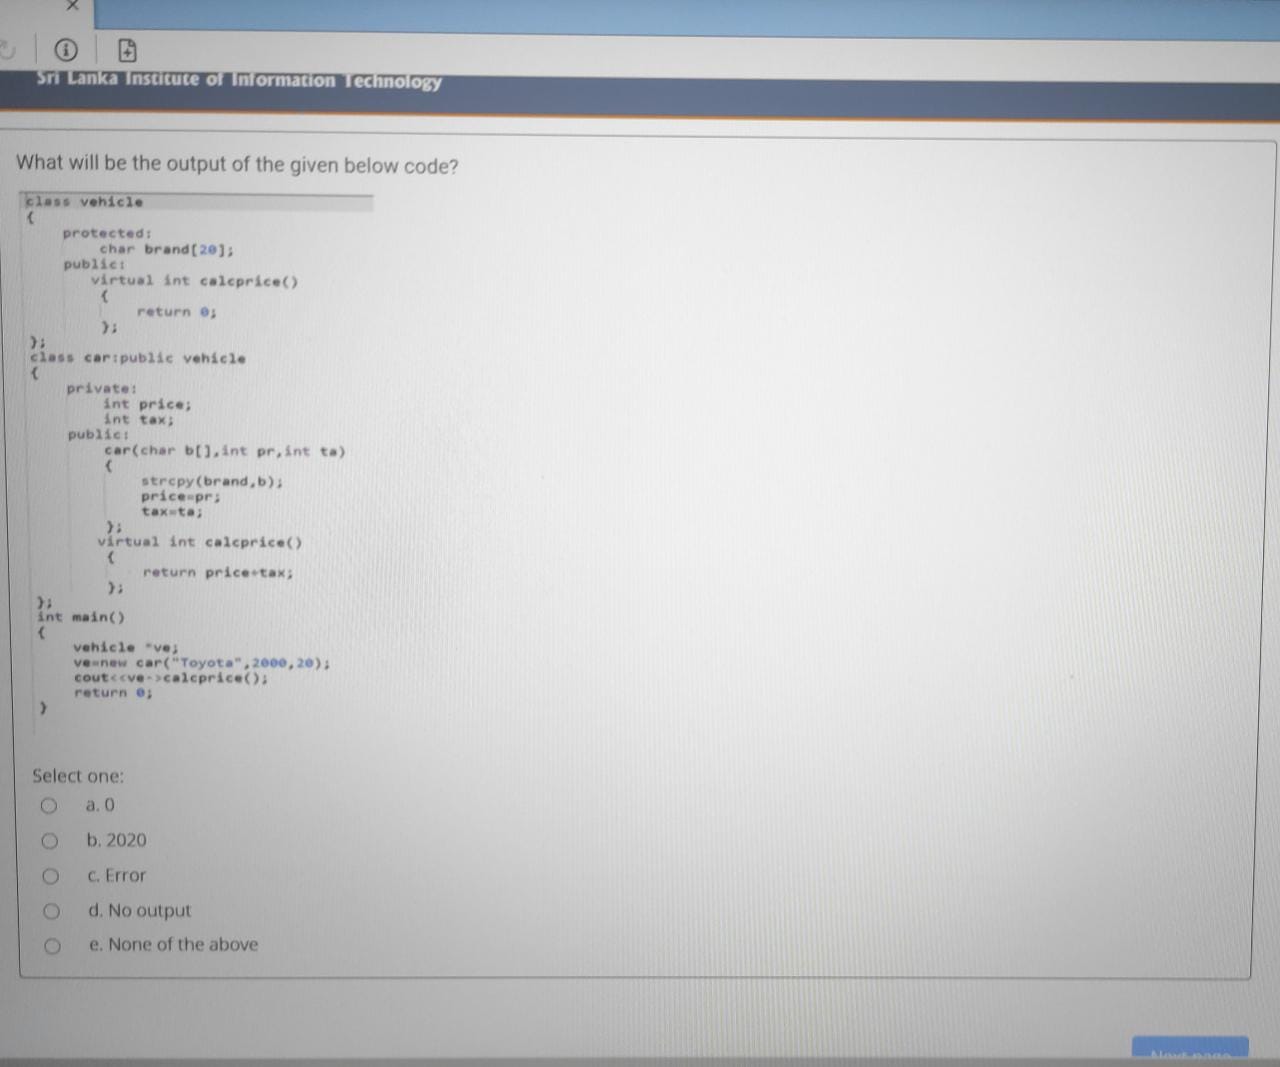 Sri Lanka Institute of Information Technology
What will be the output of the given below code?
class vehicle
{
protected:
char brand[20];
public:
virtual int calcprice()
{
return 0;
};
};
class car:public vehicle
{
private:
int price;
int tax;
public:
car(char b[],int pr,int ta)
{
strcpy(brand,b);
price=pr;
tax=ta;
};
virtual int calcprice()
{
return price+tax;
};
};
int main()
{
vehicle *ve;
ve=new car("Toyota",2000,20);
cout<<ve->calcprice();
return 0;
}
Select one:
a. 0
b. 2020
c. Error
d. No output
e. None of the above
Next page